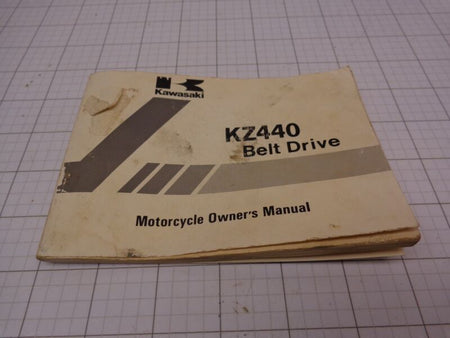 Kawasaki
KZ440
Belt Drive
Motorcycle Owner's Manual